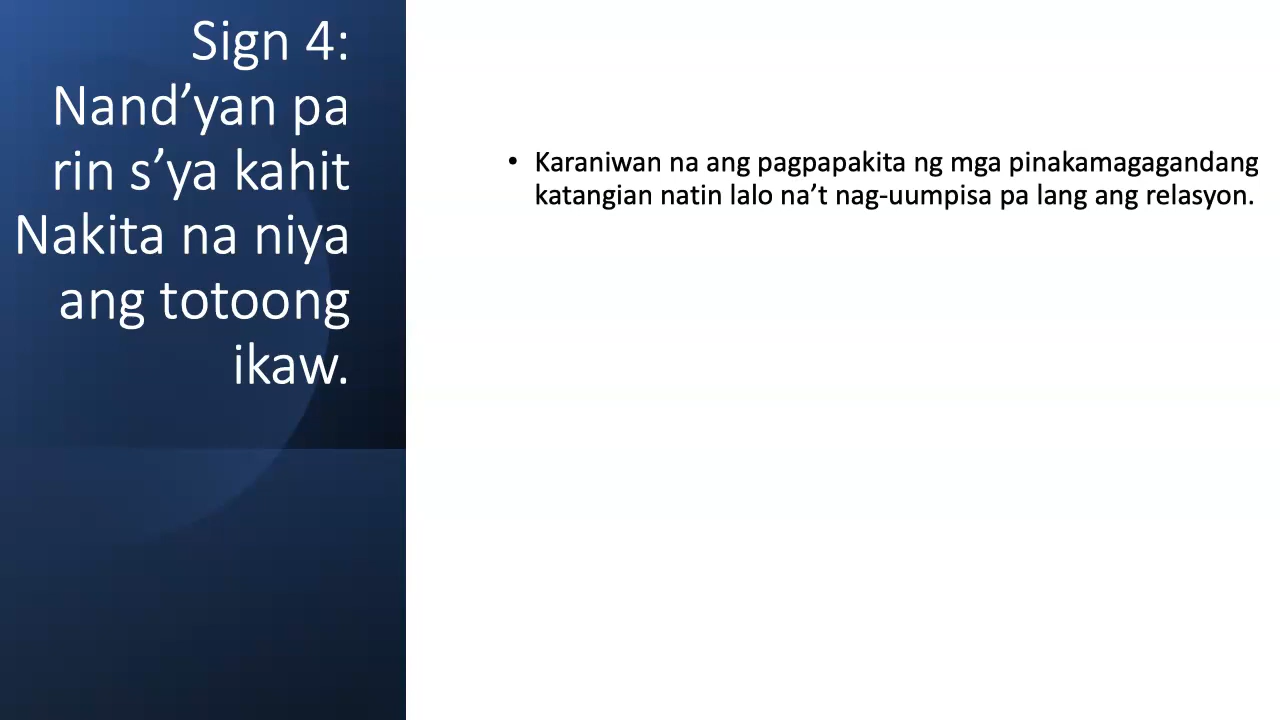 Sign 4:
Nand’yan pa
rin s’ya kahit
Nakita na niya
ang totoong
ikaw.
• Karaniwan na ang pagpapakita ng mga pinakamagagandang
katangian natin lalo na’t nag-uumpisa pa lang ang relasyon.